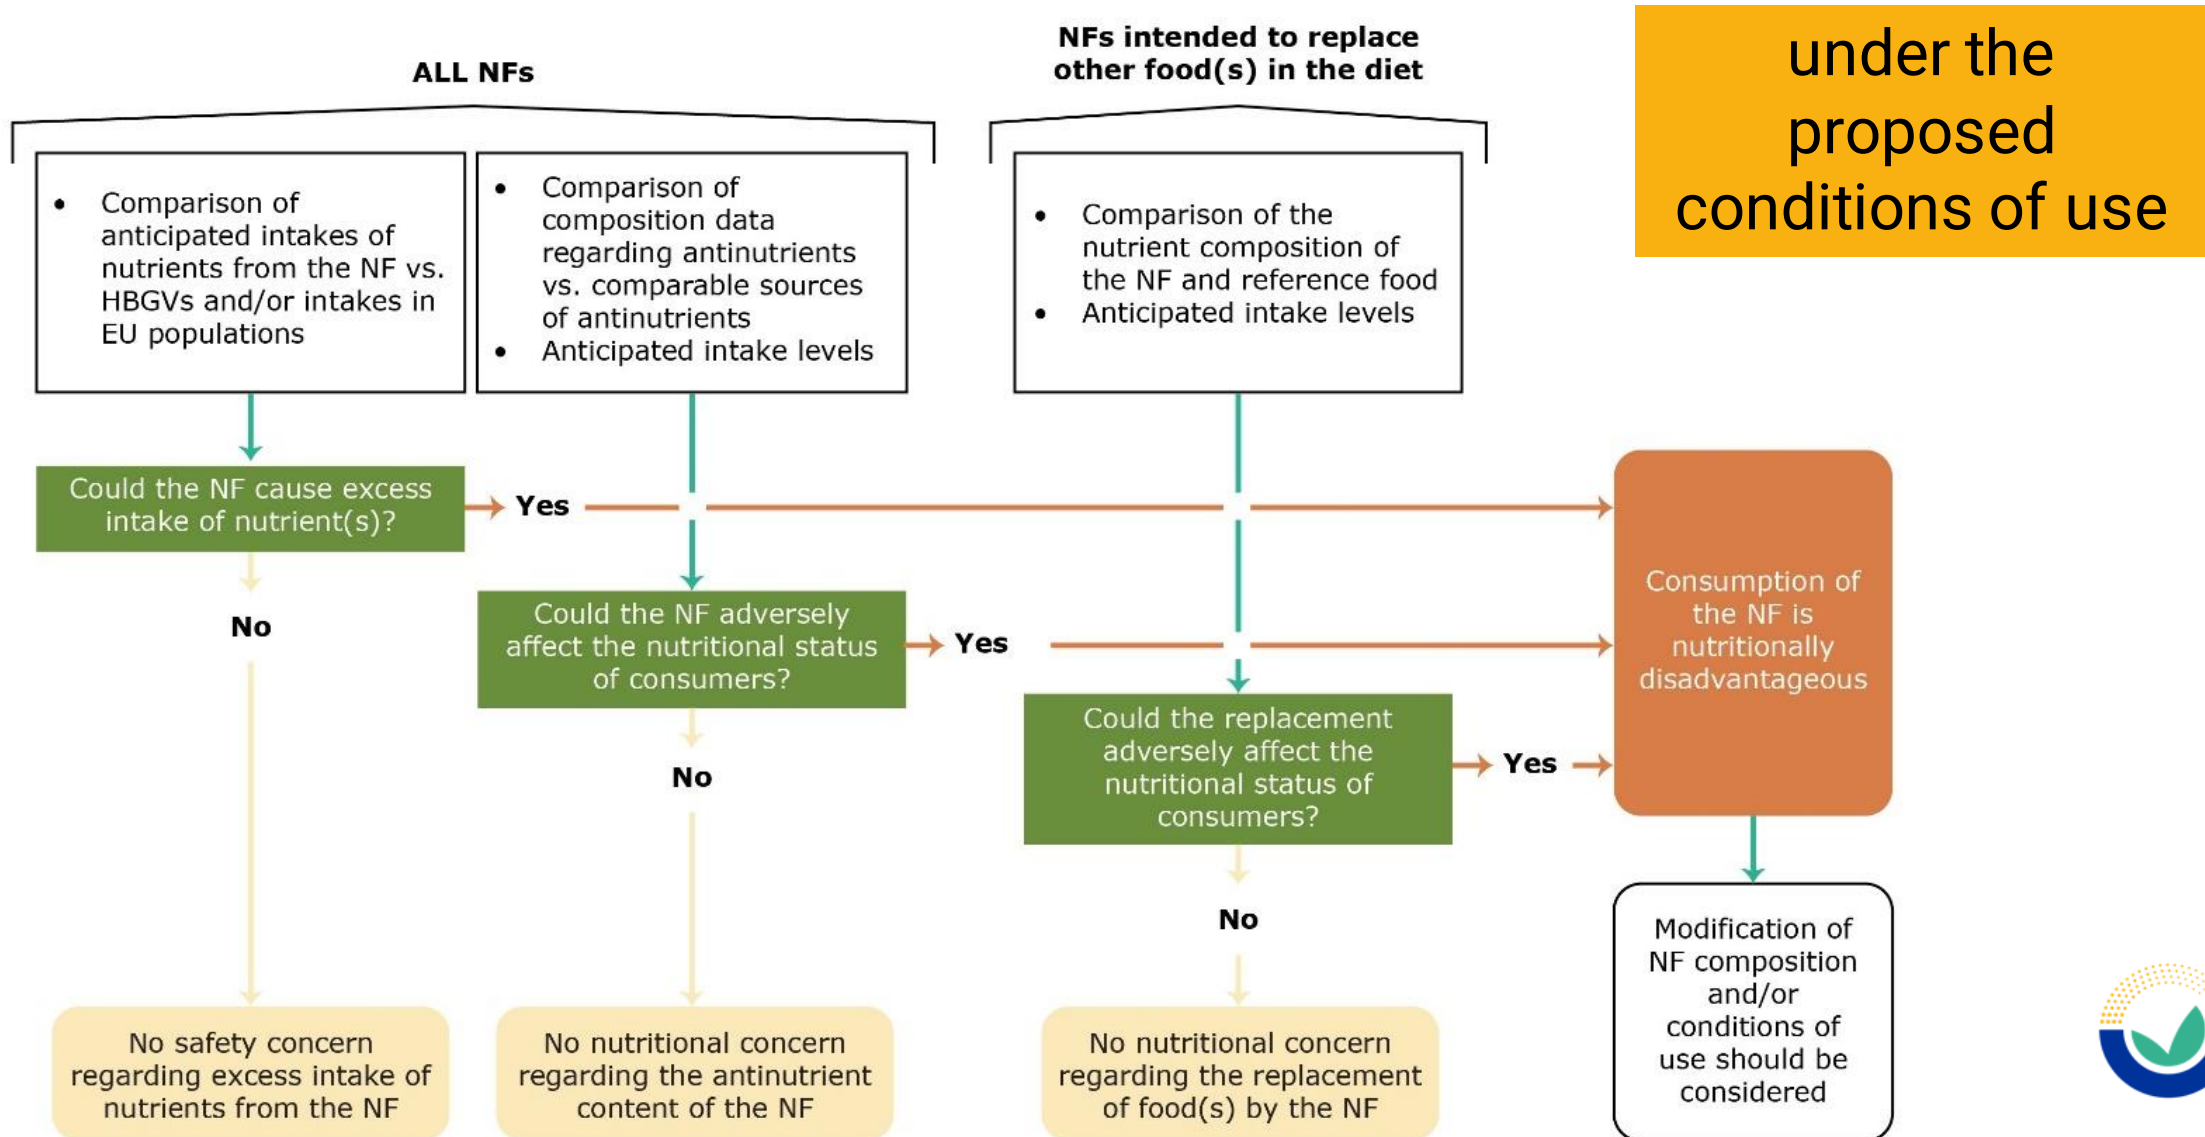 under the
proposed
conditions of use
ALL NFs
NFs intended to replace
other food(s) in the diet
• Comparison of
anticipated intakes of
nutrients from the NF vs.
HBGVs and/or intakes in
EU populations
• Comparison of
composition data
regarding antinutrients
vs. comparable sources
of antinutrients
• Anticipated intake levels
• Comparison of the
nutrient composition of
the NF and reference food
• Anticipated intake levels
Could the NF cause excess
intake of nutrient(s)?
Yes
No
Could the NF adversely
affect the nutritional status
of consumers?
Yes
No
Could the replacement
adversely affect the
nutritional status of
consumers?
Yes
No
Consumption of
the NF is
nutritionally
disadvantageous
Modification of
NF composition
and/or
conditions of
use should be
considered
No safety concern
regarding excess intake of
nutrients from the NF
No nutritional concern
regarding the antinutrient
content of the NF
No nutritional concern
regarding the replacement
of food(s) by the NF